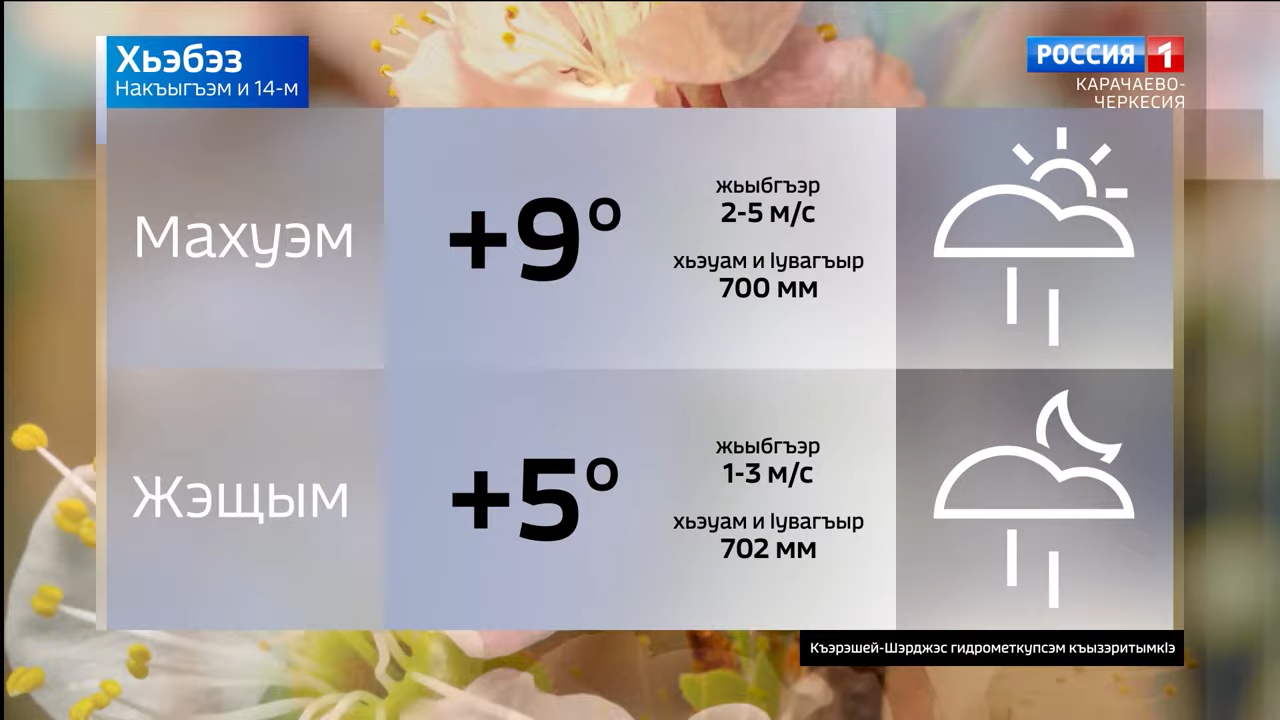 Хьэбэз
Накъыгъэм и 14-м
РОССИЯ 1
КАРАЧАЕВО-
ЧЕРКЕСИЯ
Махуэм
+9°
жьыбгъэр
2-5 м/с
хьэуам и Iувагъыр
700 мм
Жэщым
+5°
жьыбгъэр
1-3 м/с
хьэуам и Iувагъыр
702 мм
Къэрэшей-Шэрджэс гидрометкупсэм къызэритымкIэ